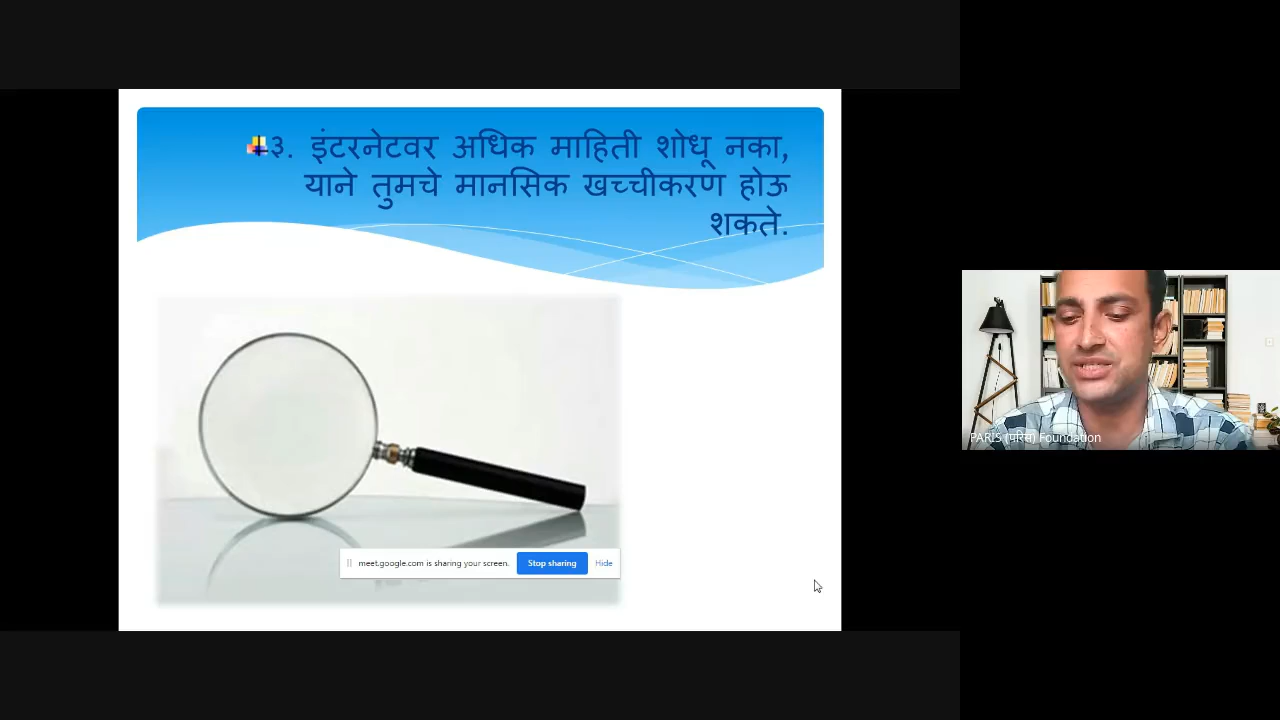 ३. इंटरनेटवर अधिक माहिती शोधू नका,
याने तुमचे मानसिक खच्चीकरण होऊ
शकते.
meet.google.com is sharing your screen. Stop sharing Hide
PARIS (परिस) Foundation